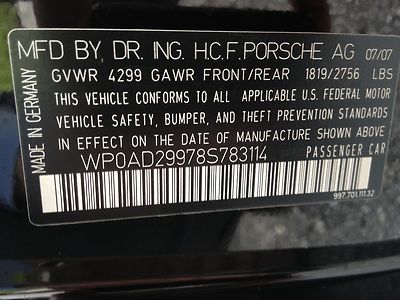 MFD BY DR. ING. H.C.F. PORSCHE AG 07/07
GVWR 4299 GAWR FRONT/REAR 1819/2756 LBS
THIS VEHICLE CONFORMS TO ALL APPLICABLE U.S. FEDERAL MOTOR
VEHICLE SAFETY, BUMPER, AND THEFT PREVENTION STANDARDS
IN EFFECT ON THE DATE OF MANUFACTURE SHOWN ABOVE
WP0AD29978S783114 PASSENGER CAR
997.701.111.32
MADE IN GERMANY